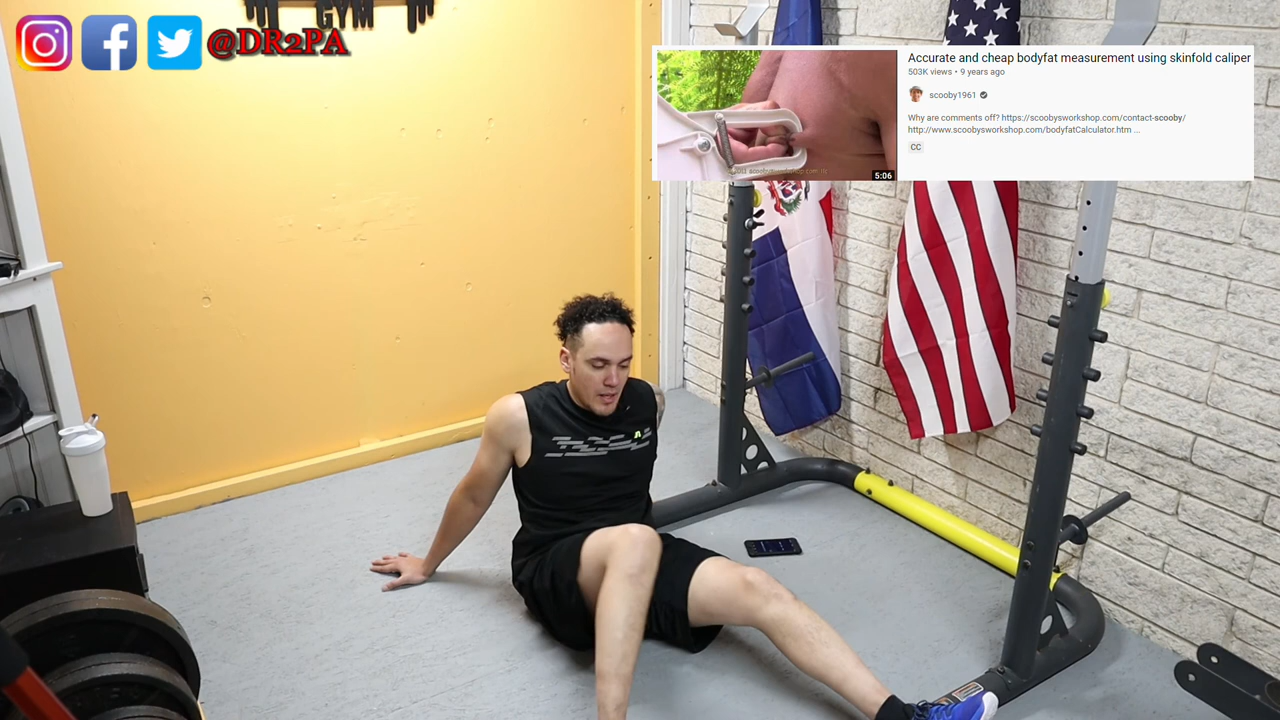 GYM
@DR2PA
Accurate and cheap bodyfat measurement using skinfold caliper
503K views • 9 years ago
scooby1961
Why are comments off? https://scoobysworkshop.com/contact-scooby/
http://www.scoobysworkshop.com/bodyfatCalculator.htm ...
CC
5:06